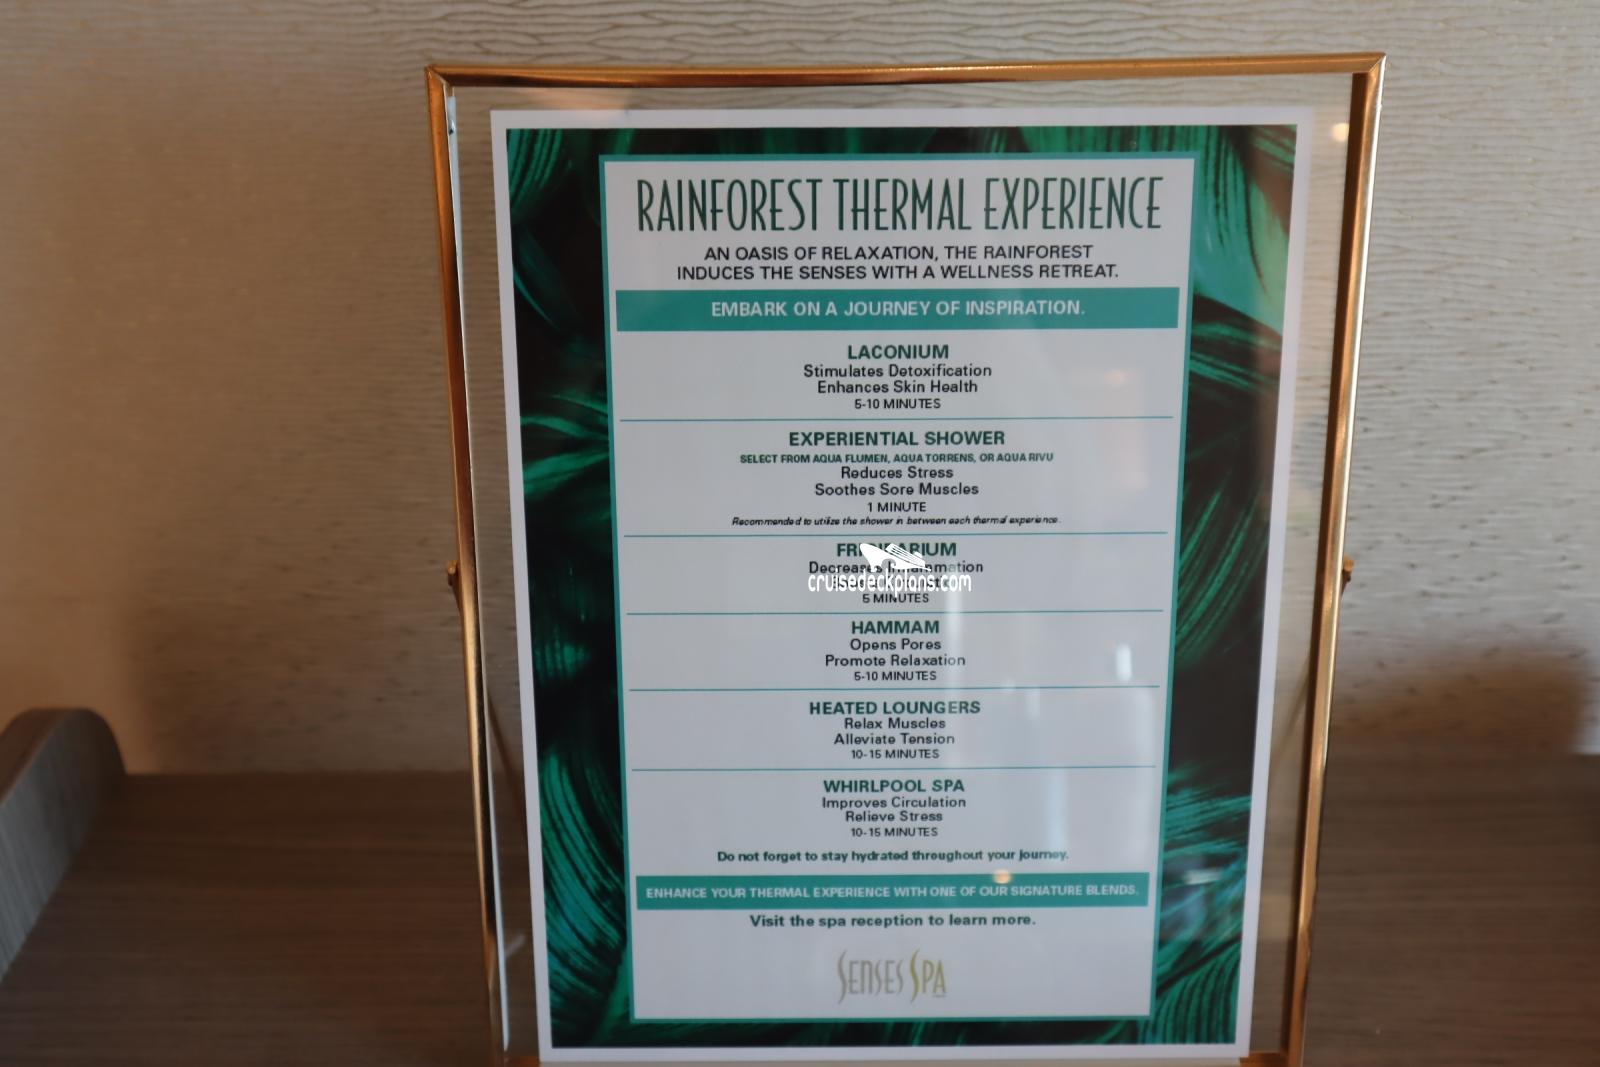 RAINFOREST THERMAL EXPERIENCE
AN OASIS OF RELAXATION, THE RAINFOREST
INDUCES THE SENSES WITH A WELLNESS RETREAT.
EMBARK ON A JOURNEY OF INSPIRATION.
LACONIUM
Stimulates Detoxification
Enhances Skin Health
5-10 MINUTES
EXPERIENTIAL SHOWER
SELECT FROM AQUA FLUMEN, AQUA TORRENS, OR AQUA RIVU
Reduces Stress
Soothes Sore Muscles
1 MINUTE
Recommended to utilize the shower in between each thermal experience.
FRIGIDARIUM
Decreases Inflammation
cruisedeckplans.com
5 MINUTES
HAMMAM
Opens Pores
Promote Relaxation
5-10 MINUTES
HEATED LOUNGERS
Relax Muscles
Alleviate Tension
10-15 MINUTES
WHIRLPOOL SPA
Improves Circulation
Relieve Stress
10-15 MINUTES
Do not forget to stay hydrated throughout your journey.
ENHANCE YOUR THERMAL EXPERIENCE WITH ONE OF OUR SIGNATURE BLENDS.
Visit the spa reception to learn more.
SENSES SPA